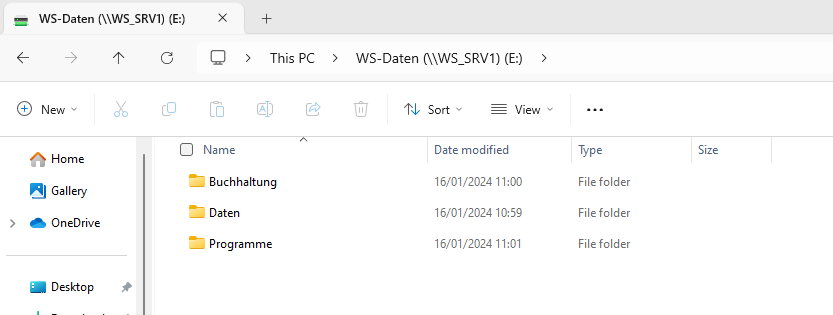 WS-Daten (\\WS_SRV1) (E:)
This PC > WS-Daten (\\WS_SRV1) (E:) >
New Sort View
Name Date modified Type Size
Home
Gallery
OneDrive
Desktop
Buchhaltung 16/01/2024 11:00 File folder
Daten 16/01/2024 10:59 File folder
Programme 16/01/2024 11:01 File folder